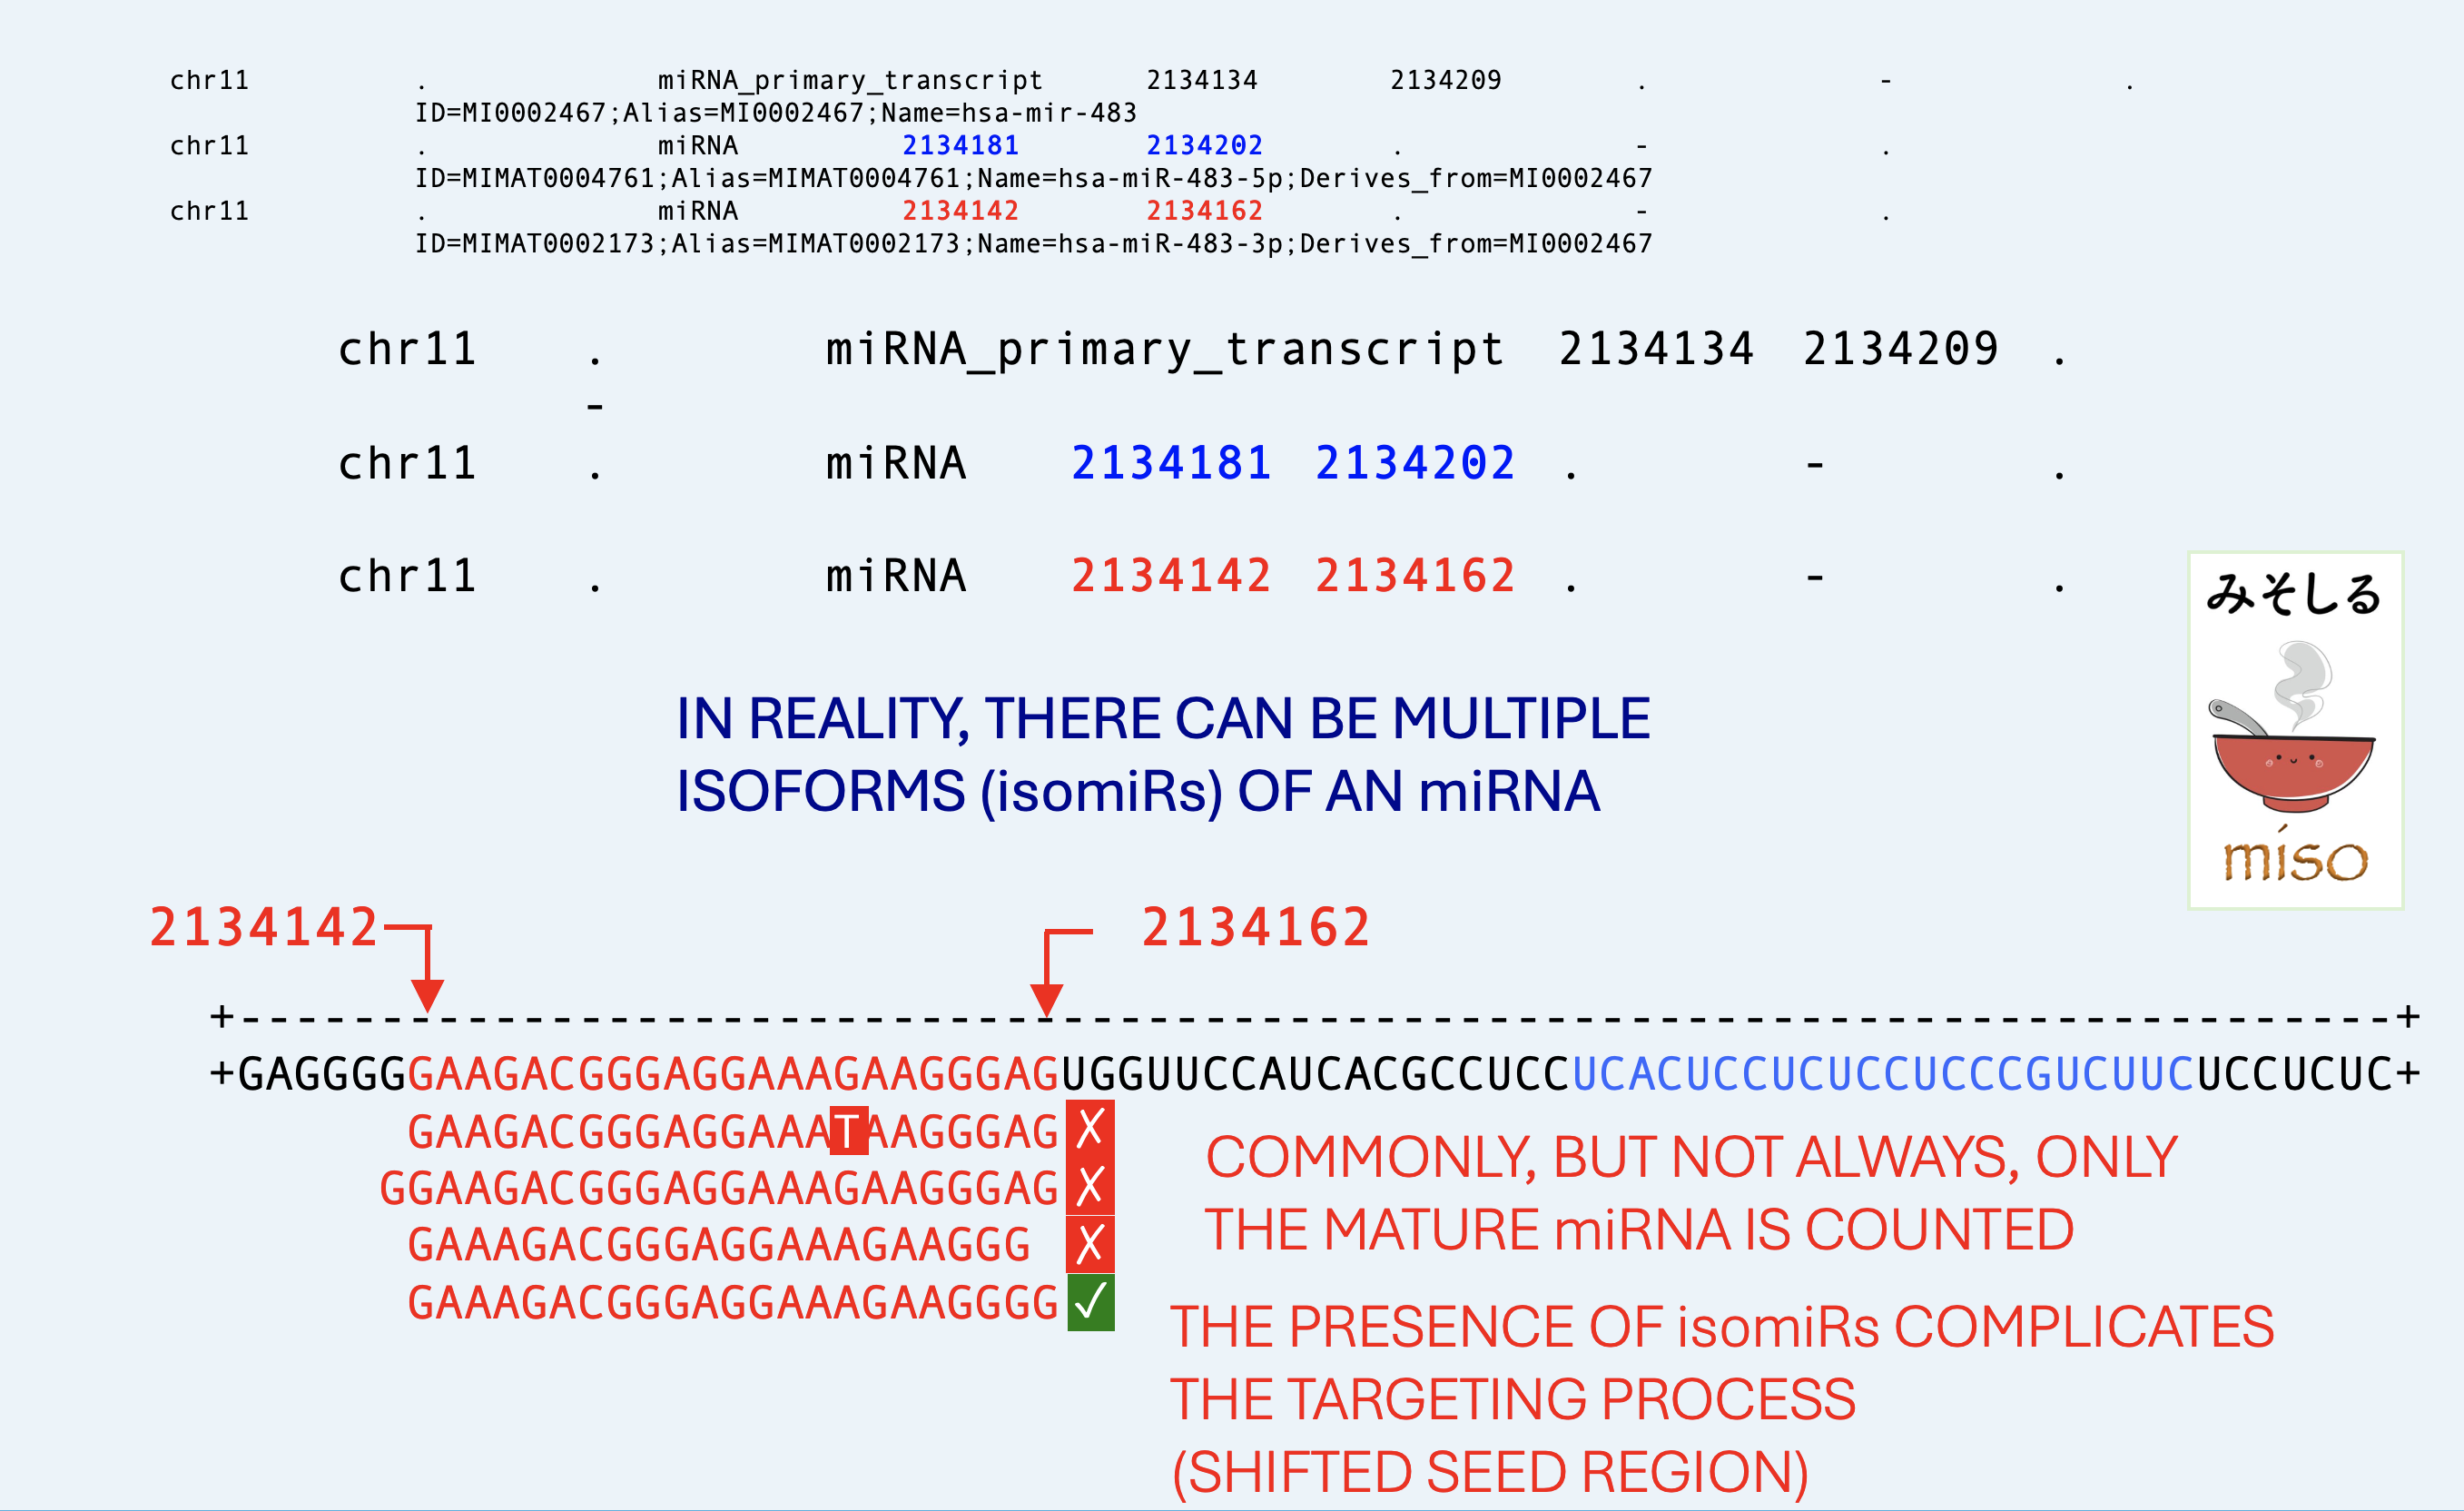 chr11 . miRNA_primary_transcript 2134134 2134209 . - .
ID=MI0002467;Alias=MI0002467;Name=hsa-mir-483
chr11 . miRNA 2134181 2134202 . - .
ID=MIMAT0004761;Alias=MIMAT0004761;Name=hsa-miR-483-5p;Derives_from=MI0002467
chr11 . miRNA 2134142 2134162 . - .
ID=MIMAT0002173;Alias=MIMAT0002173;Name=hsa-miR-483-3p;Derives_from=MI0002467
chr11 . miRNA_primary_transcript 2134134 2134209 .
-
chr11 . miRNA 2134181 2134202 . - .
chr11 . miRNA 2134142 2134162 . - .
みそしる
miso
IN REALITY, THERE CAN BE MULTIPLE
ISOFORMS (isomiRs) OF AN miRNA
2134142 2134162
+----------------------------------------------------------------------------+
+GAGGGGGAAGACGGGAGGAAAGAAGGGAGUGGUUCCAUCACGCCUCCUCACUCCUCUCCUCCCGUCUUCUCCUCUC+
GAAGACGGGAGGAAATAAGGGAG ✗
GGAAGACGGGAGGAAAGAAGGGAG ✗
GAAAGACGGGAGGAAAGAAGGG ✗
GAAAGACGGGAGGAAAGAAGGGG ✓
COMMONLY, BUT NOT ALWAYS, ONLY
THE MATURE miRNA IS COUNTED
THE PRESENCE OF isomiRs COMPLICATES
THE TARGETING PROCESS
(SHIFTED SEED REGION)